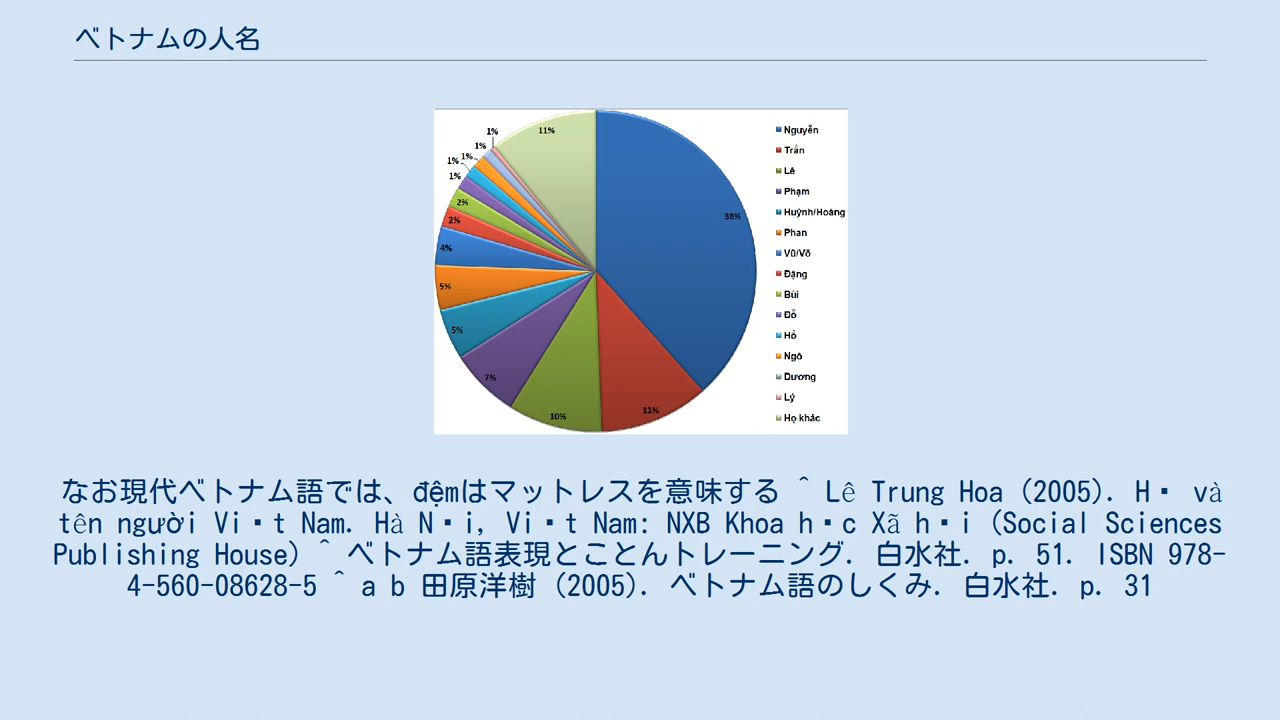 ベトナムの人名
1%
11%
1%
1%
1%
1%
2%
2%
4%
5%
5%
7%
10%
11%
38%
Nguyễn
Trần
Lê
Phạm
Huỳnh/Hoàng
Phan
Vũ/Võ
Đặng
Bùi
Đỗ
Hồ
Ngô
Dương
Lý
Họ khác
なお現代ベトナム語では、đệmはマットレスを意味する ^ Lê Trung Hoa (2005). H▪ và
tên người Vi▪t Nam. Hà N▪i, Vi▪t Nam: NXB Khoa h▪c Xã h▪i (Social Sciences
Publishing House) ^ ベトナム語表現とことんトレーニング. 白水社. p. 51. ISBN 978-
4-560-08628-5 ^ a b 田原洋樹 (2005). ベトナム語のしくみ. 白水社. p. 31